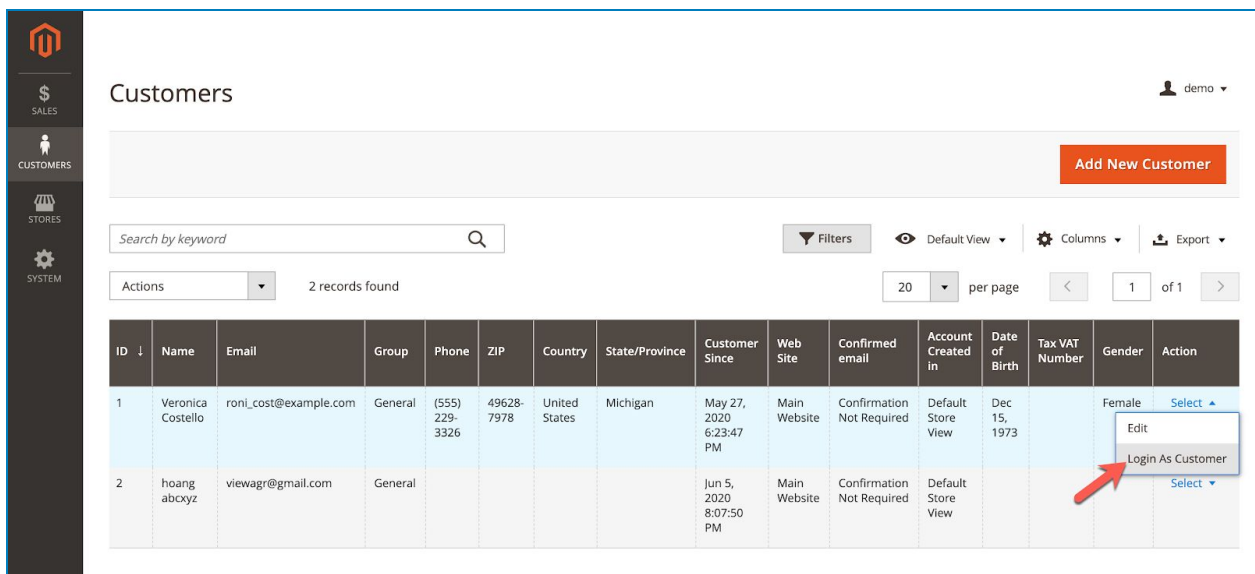 $
SALES
CUSTOMERS
STORES
SYSTEM
Customers
demo
Add New Customer
Search by keyword
Filters
Default View
Columns
Export
Actions
2 records found
20
per page
1
of 1
ID ↓ Name Email Group Phone ZIP Country State/Province Customer Since Web Site Confirmed email Account Created in Date of Birth Tax VAT Number Gender Action
1 Veronica Costello roni_cost@example.com General (555) 229-3326 49628-7978 United States Michigan May 27, 2020 6:23:47 PM Main Website Confirmation Not Required Default Store View Dec 15, 1973 Female Select
Edit
Login As Customer
2 hoang abcxyz viewagr@gmail.com General Jun 5, 2020 8:07:50 PM Main Website Confirmation Not Required Default Store View Select